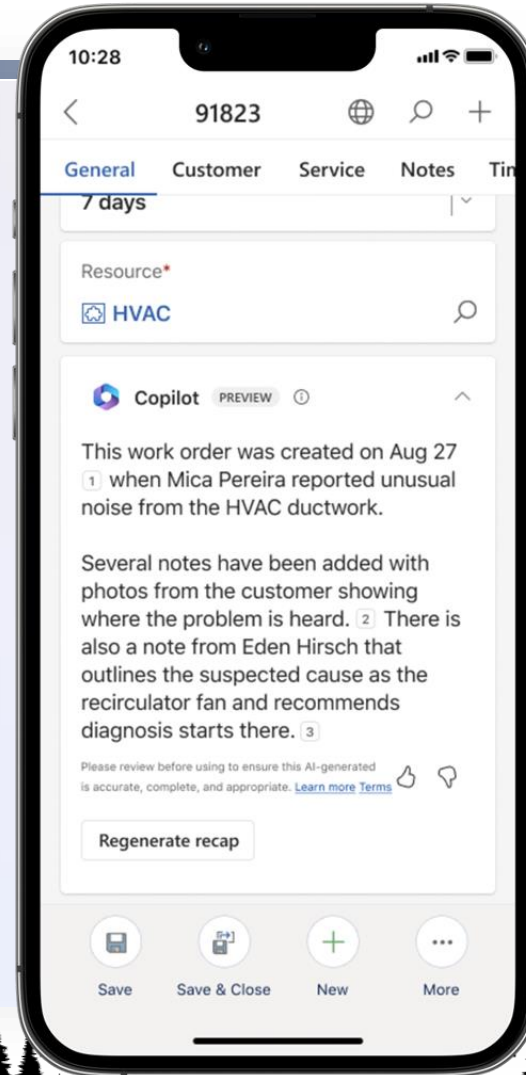 10:28
91823
General Customer Service Notes Tin
7 days
Resource*
HVAC
Copilot PREVIEW
This work order was created on Aug 27
1 when Mica Pereira reported unusual
noise from the HVAC ductwork.
Several notes have been added with
photos from the customer showing
where the problem is heard. 2 There is
also a note from Eden Hirsch that
outlines the suspected cause as the
recirculator fan and recommends
diagnosis starts there. 3
Please review before using to ensure this AI-generated
is accurate, complete, and appropriate. Learn more Terms
Regenerate recap
Save Save & Close New More